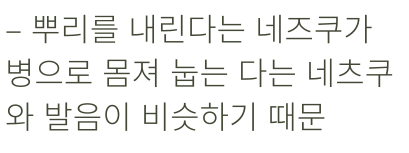 – 뿌리를 내린다는 네즈쿠가
병으로 몸져 눕는 다는 네츠쿠
와 발음이 비슷하기 때문